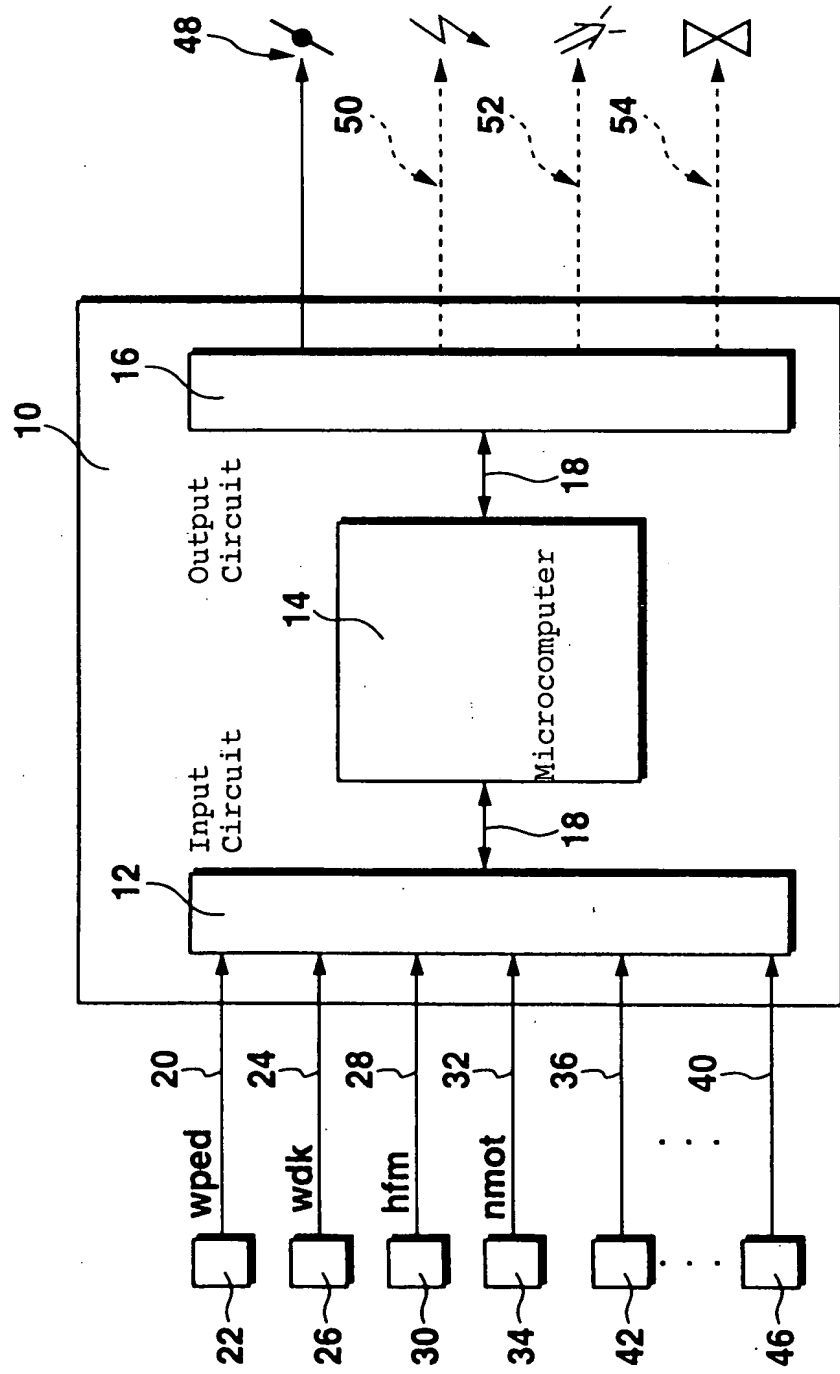 10
48
16
Output
Circuit
50
52
54
18
14
Microcomputer
Input
Circuit
18
12
wped
20
22
wdk
24
26
hfm
28
30
nmot
32
34
36
42
. . .
. . .
40
46